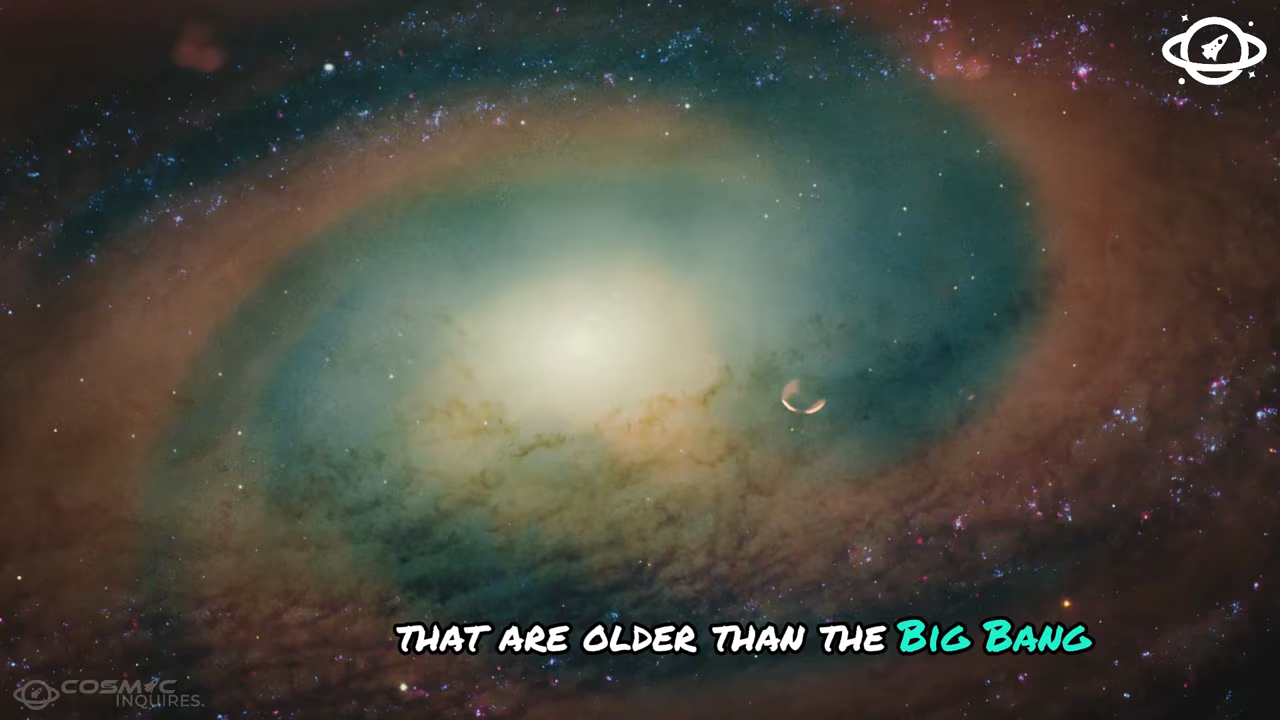 THAT ARE OLDER THAN THE BIG BANG
COSMIC
INQUIRES.